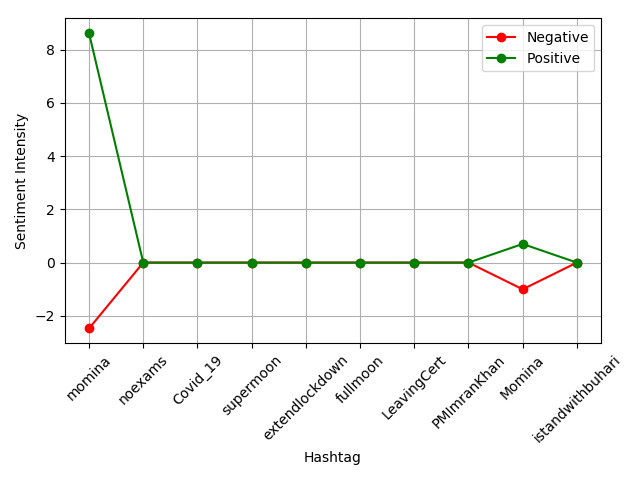 Negative
Positive
8
6
4
2
0
−2
Sentiment Intensity
momina
noexams
Covid_19
supermoon
extendlockdown
fullmoon
LeavingCert
PMImranKhan
Momina
istandwithbuhari
Hashtag